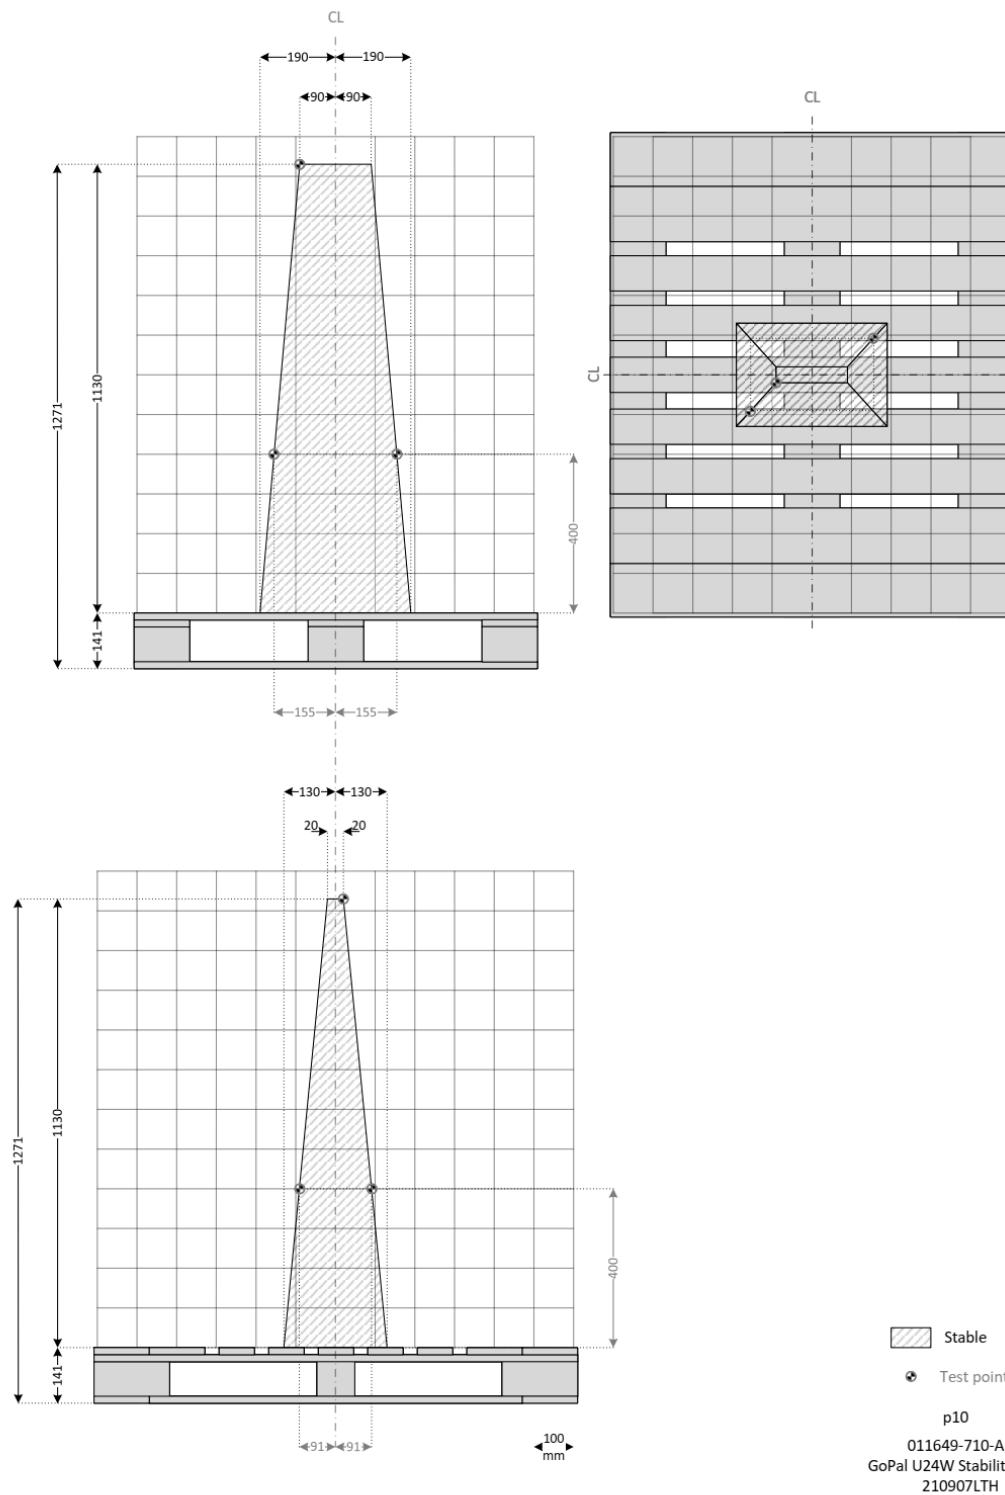 CL
190 190
90 90
CL
CL
1271
1130
400
141
155 155
130 130
20 20
1271
1130
400
141
91 91
100
mm
Stable
Test point
p10
011649-710-A
GoPal U24W Stabilit
210907LTH